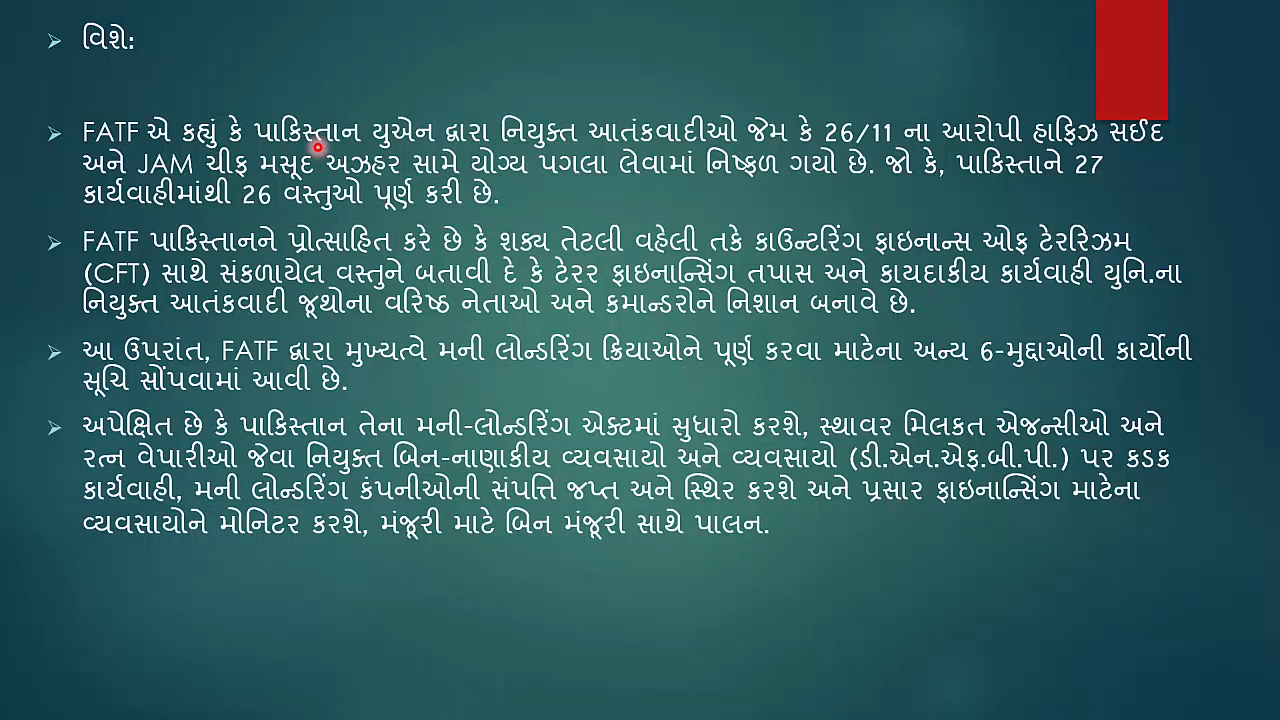 વિશે:
FATF એ કહ્યું કે પાકિસ્તાન યુએન દ્વારા નિયુક્ત આતંકવાદીઓ જેમ કે 26/11 ના આરોપી હાફિઝ સઈદ
અને JAM ચીફ મસૂદ અઝહર સામે યોગ્ય પગલા લેવામાં નિષ્ફળ ગયો છે. જો કે, પાકિસ્તાને 27
કાર્યવાહીમાંથી 26 વસ્તુઓ પૂર્ણ કરી છે.
FATF પાકિસ્તાનને પ્રોત્સાહિત કરે છે કે શક્ય તેટલી વહેલી તકે કાઉન્ટરિંગ ફાઇનાન્સ ઓફ ટેરરિઝમ
(CFT) સાથે સંકળાયેલ વસ્તુને બતાવી દે કે ટેરર ફાઇનાન્સિંગ તપાસ અને કાયદાકીય કાર્યવાહી યુનિ.ના
નિયુક્ત આતંકવાદી જૂથોના વરિષ્ઠ નેતાઓ અને કમાન્ડરોને નિશાન બનાવે છે.
આ ઉપરાંત, FATF દ્વારા મુખ્યત્વે મની લોન્ડરિંગ ક્રિયાઓને પૂર્ણ કરવા માટેના અન્ય 6-મુદ્દાઓની કાર્યોની
સૂચિ સોંપવામાં આવી છે.
અપેક્ષિત છે કે પાકિસ્તાન તેના મની-લોન્ડરિંગ એક્ટમાં સુધારો કરશે, સ્થાવર મિલકત એજન્સીઓ અને
રત્ન વેપારીઓ જેવા નિયુક્ત બિન-નાણાકીય વ્યવસાયો અને વ્યવસાયો (ડી.એન.એફ.બી.પી.) પર કડક
કાર્યવાહી, મની લોન્ડરિંગ કંપનીઓની સંપત્તિ જપ્ત અને સ્થિર કરશે અને પ્રસાર ફાઇનાન્સિંગ માટેના
વ્યવસાયોને મોનિટર કરશે, મંજૂરી માટે બિન મંજૂરી સાથે પાલન.